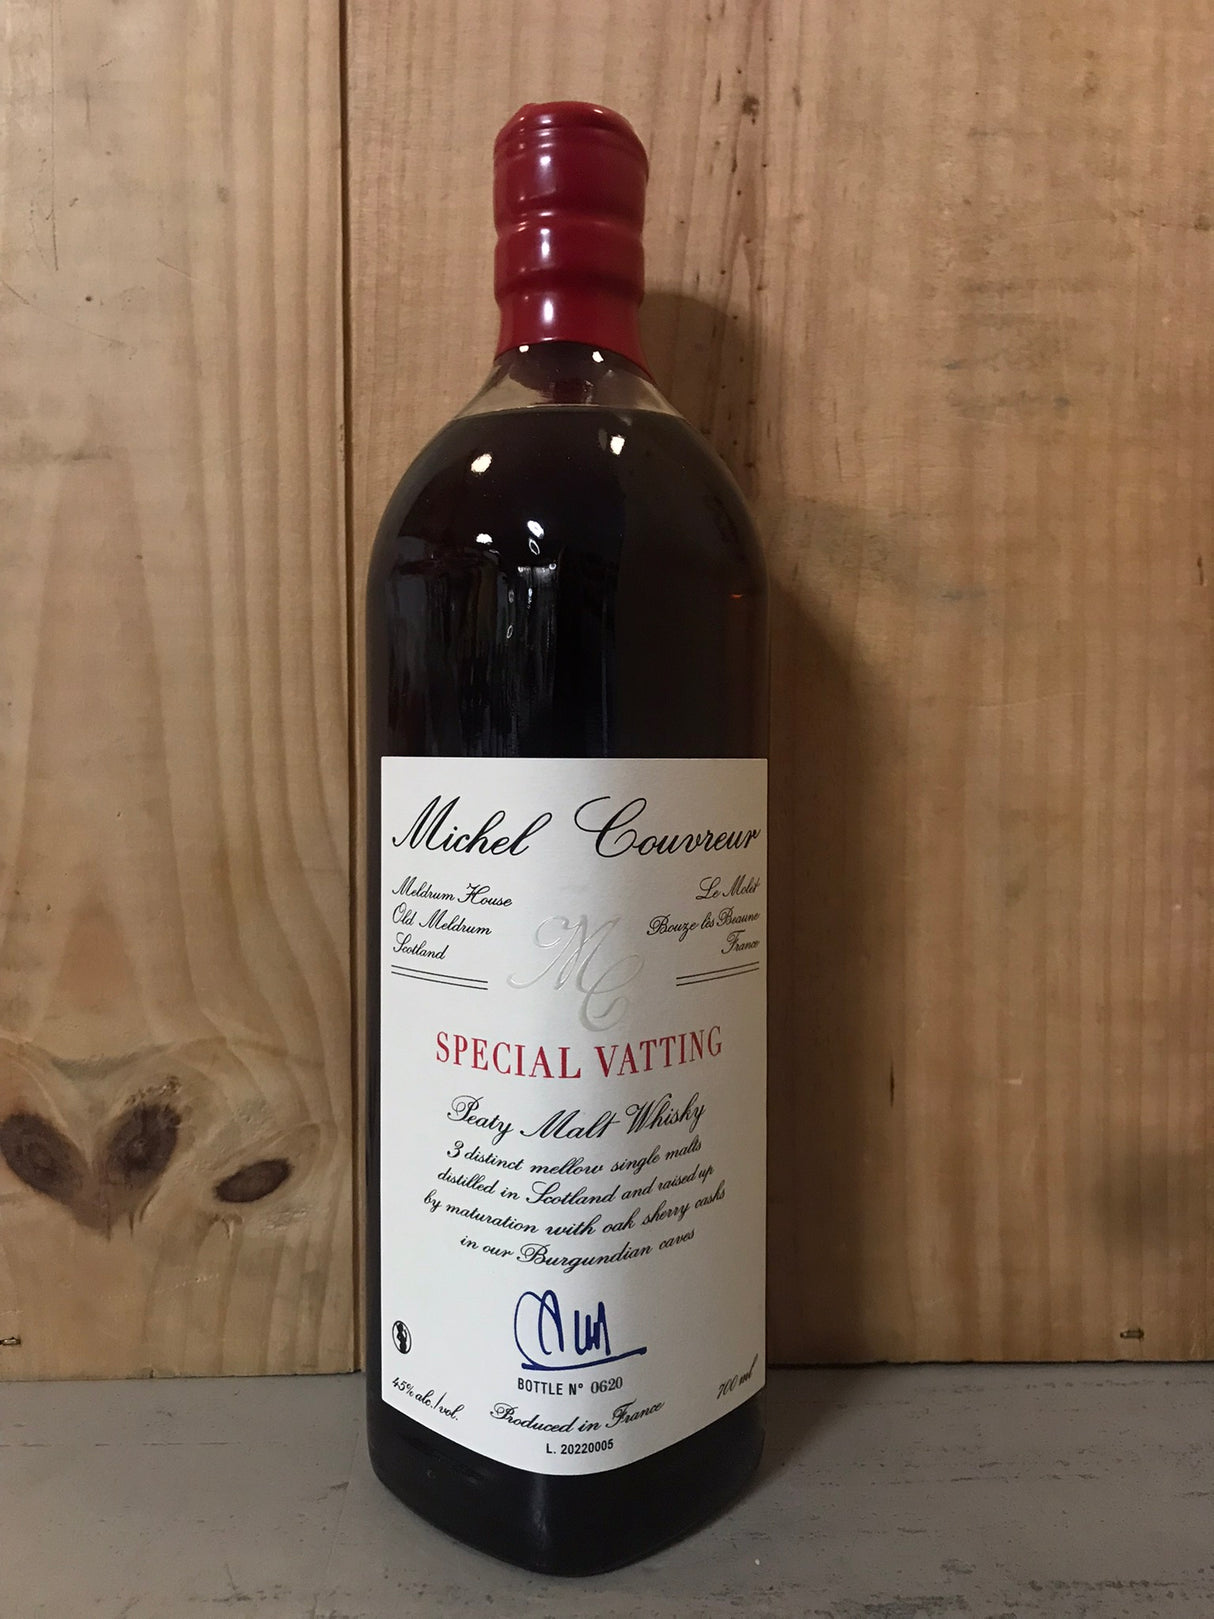 Michel Couvreur
Meldrum House
Old Meldrum
Scotland
Le Molét
Bouze lès Beaune
France
MC
SPECIAL VATTING
Peaty Malt Whisky
3 distinct mellow single malts
distilled in Scotland and raised up
by maturation with oak sherry casks
in our Burgundian caves
BOTTLE N° 0620
45% alc./vol.
Produced in France
700 ml
L. 20220005